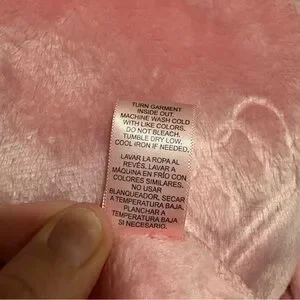 TURN GARMENT
INSIDE OUT.
MACHINE WASH COLD
WITH LIKE COLORS.
DO NOT BLEACH.
TUMBLE DRY LOW.
COOL IRON IF NEEDED.
LAVAR LA ROPA AL
REVÉS. LAVAR A
MÁQUINA EN FRÍO CON
COLORES SIMILARES.
NO USAR
BLANQUEADOR, SECAR
A TEMPERATURA BAJA.
PLANCHAR A
TEMPERATURA BAJA
SI NECESARIO.